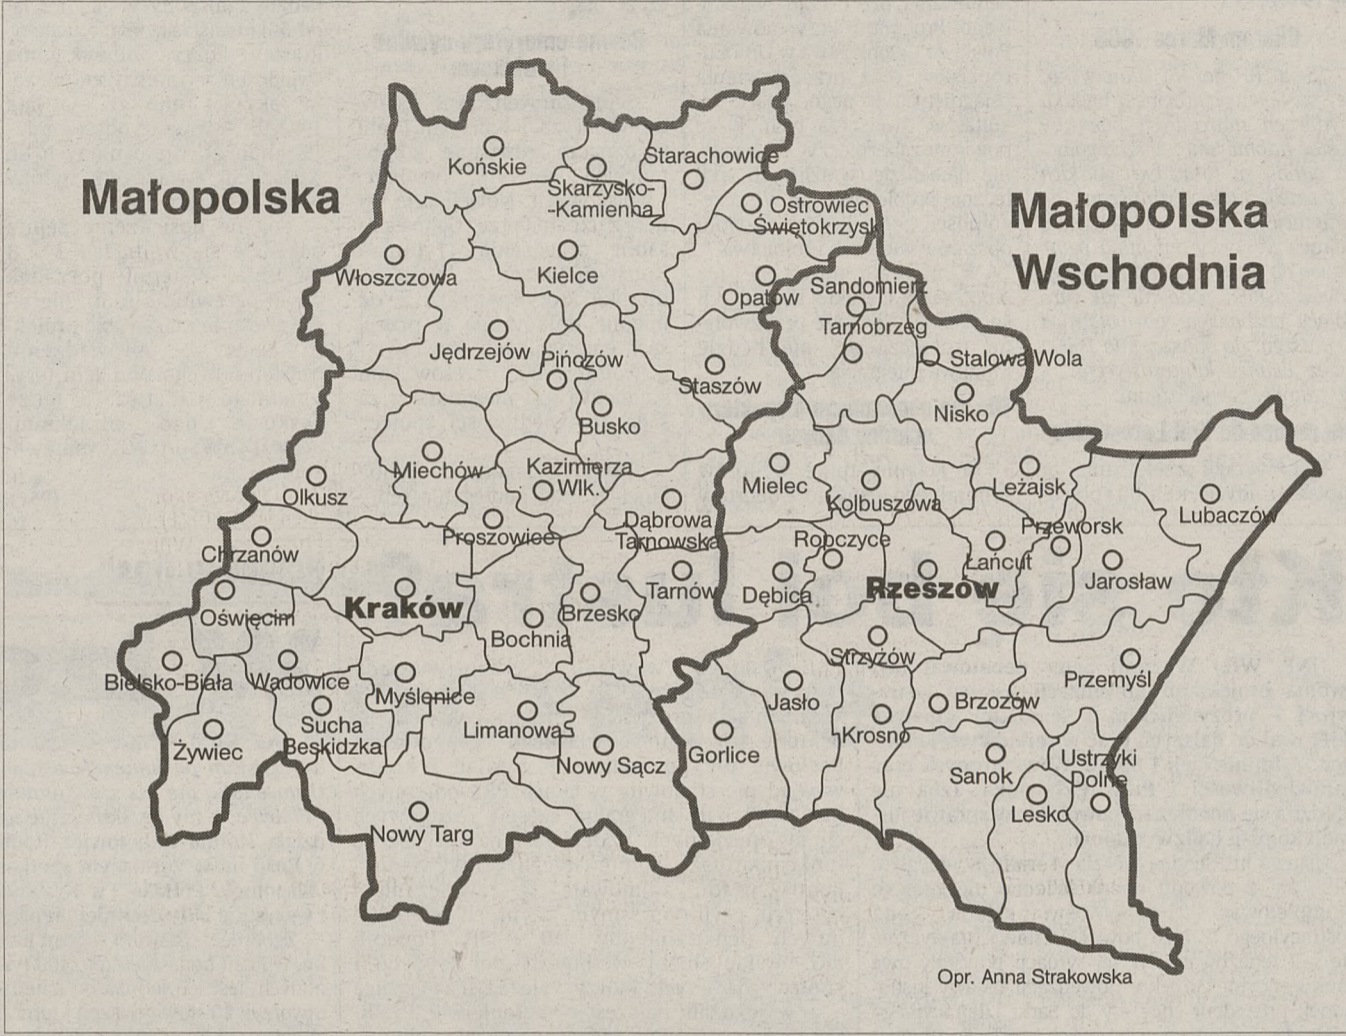 Małopolska
Małopolska
Wschodnia
Końskie
Skarżysko-
-Kamienna
Starachowice
Ostrowiec
Świętokrzysk
Włoszczowa
Kielce
Opatów
Sandomierz
Tarnobrzeg
Jędrzejów
Pińczów
Staszów
Stalowa Wola
Nisko
Busko
Miechów
Kazimierza
Wlk.
Olkusz
Mielec
Kolbuszowa
Leżajsk
Lubaczów
Proszowice
Dąbrowa
Tarnowska
Chrzanów
Ropczyce
Przeworsk
Łańcut
Jarosław
Oświęcim
Kraków
Bochnia
Brzesko
Tarnów
Dębica
Rzeszów
Strzyżów
Przemyśl
Bielsko-Biała
Wadowice
Myślenice
Jasło
Brzozów
Żywiec
Sucha
Beskidzka
Limanowa
Nowy Sącz
Gorlice
Krosno
Sanok
Ustrzyki
Dolne
Lesko
Nowy Targ
Opr. Anna Strakowska